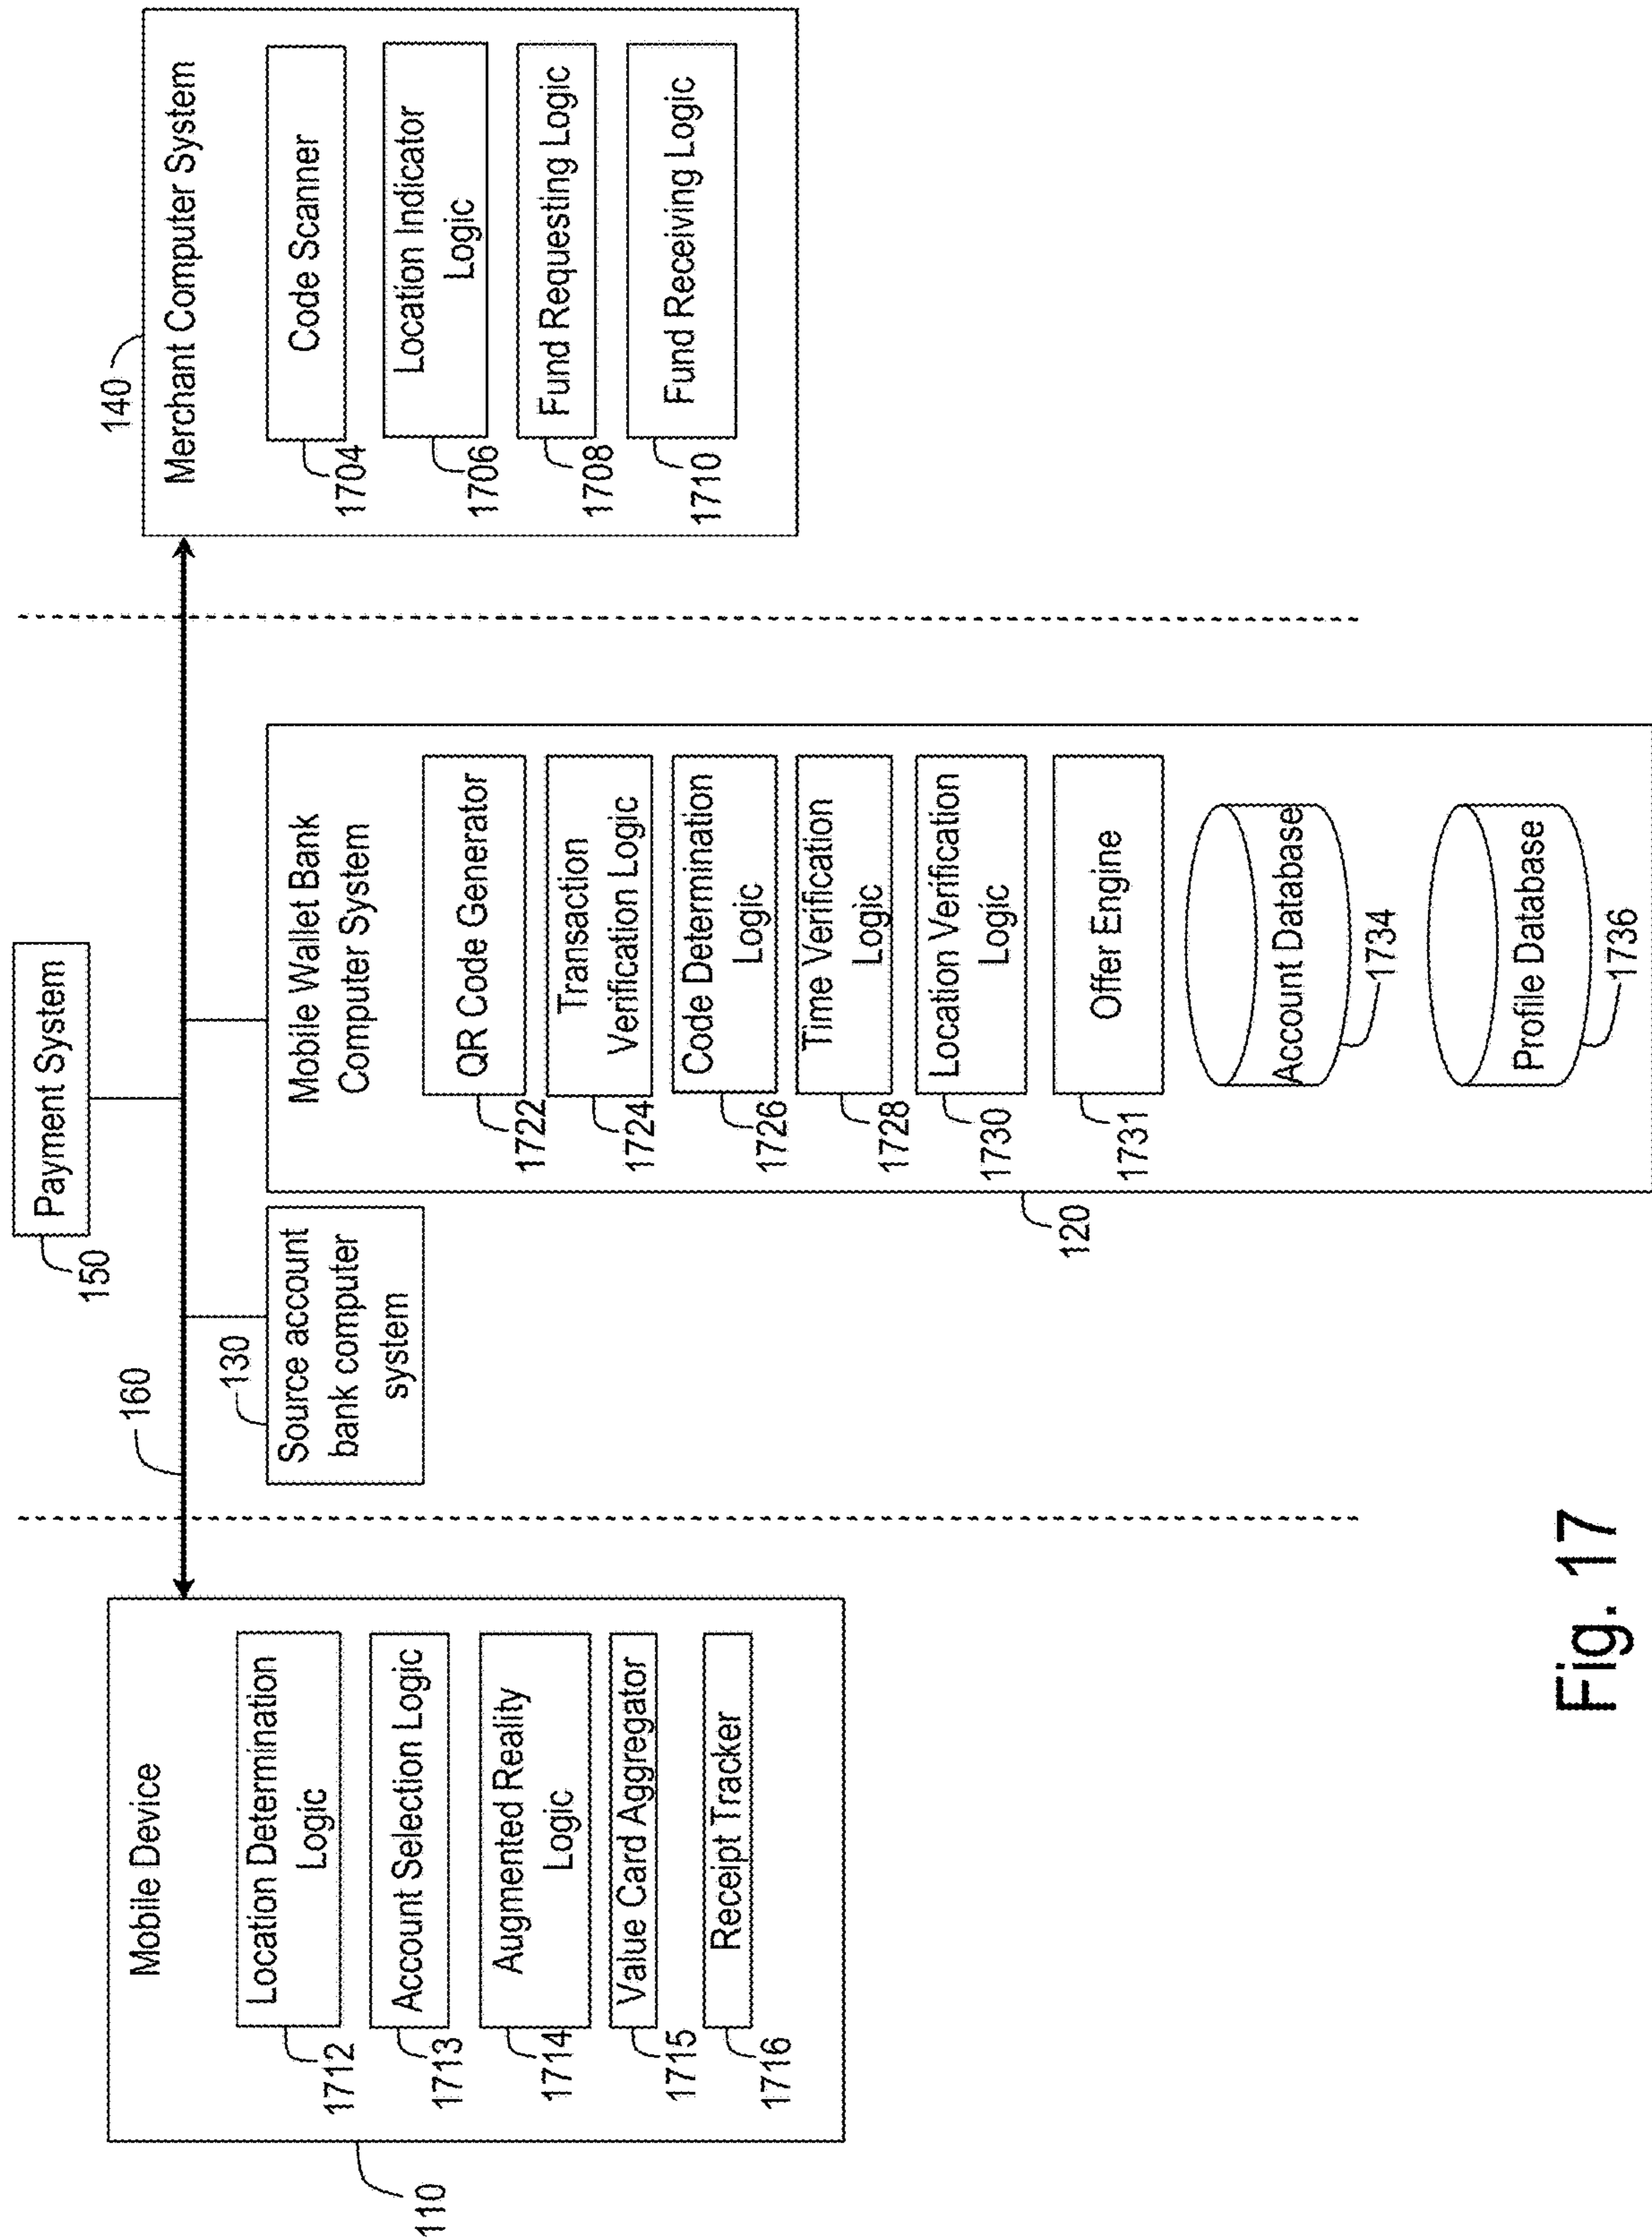 Payment System
150
160
140
Mobile Device
Location Determination
Logic
1712
Account Selection Logic
1713
Augmented Reality
Logic
1714
Value Card Aggregator
1715
Receipt Tracker
1716
110
130
Source account
bank computer
system
Mobile Wallet Bank
Computer System
QR Code Generator
1722
Transaction
Verification Logic
1724
Code Determination
Logic
1726
Time Verification
Logic
1728
Location Verification
Logic
1730
Offer Engine
1731
Account Database
1734
Profile Database
1736
120
Merchant Computer System
Code Scanner
1704
Location Indicator
Logic
1706
Fund Requesting Logic
1708
Fund Receiving Logic
1710
Fig. 17